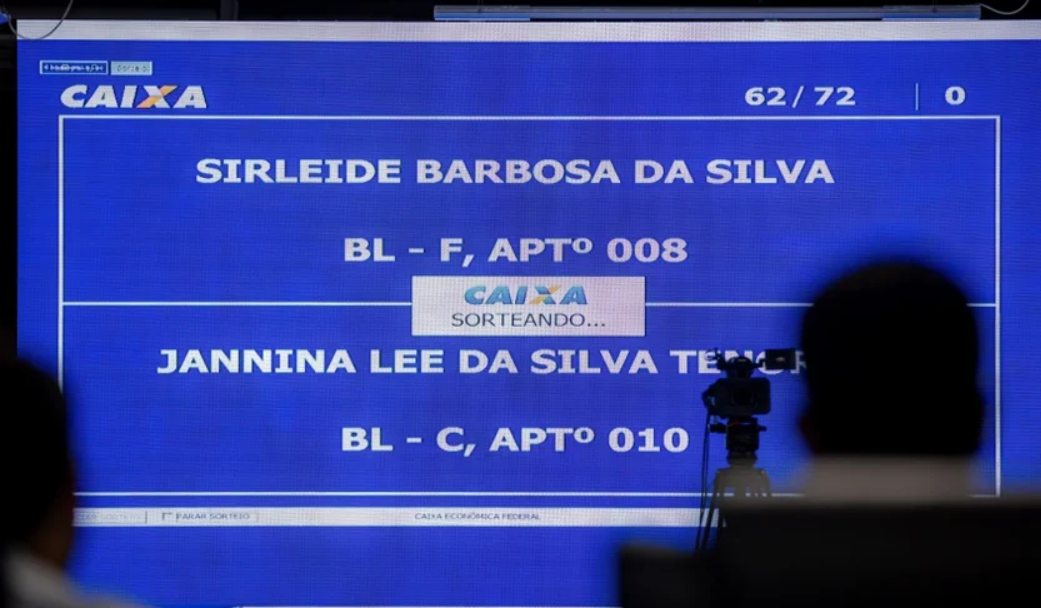 CAIXA
62 / 72 | 0
SIRLEIDE BARBOSA DA SILVA
BL - F, APTº 008
CAIXA
SORTEANDO...
JANNINA LEE DA SILVA
BL - C, APTº 010
PARAR SORTEIO
CAIXA ECONÔMICA FEDERAL